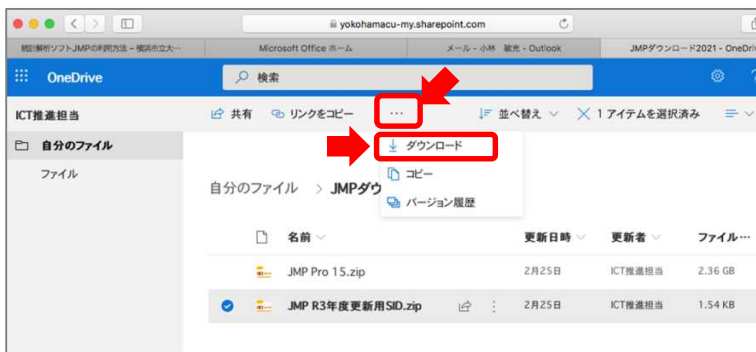 yokohamacu-my.sharepoint.com
統計解析ソフトJMPの利用方法 – 横浜市立大…
Microsoft Office ホーム
メール - 小林 敏光 - Outlook
JMPダウンロード2021 - OneDri
OneDrive
検索
ICT推進担当
共有
リンクをコピー
…
並べ替え
1 アイテムを選択済み
自分のファイル
ダウンロード
ファイル
コピー
自分のファイル > JMPダウ
バージョン履歴
名前
更新日時
更新者
ファイル…
JMP Pro 15.zip
2月25日
ICT推進担当
2.36 GB
JMP R3年度更新用SID.zip
2月25日
ICT推進担当
1.54 KB